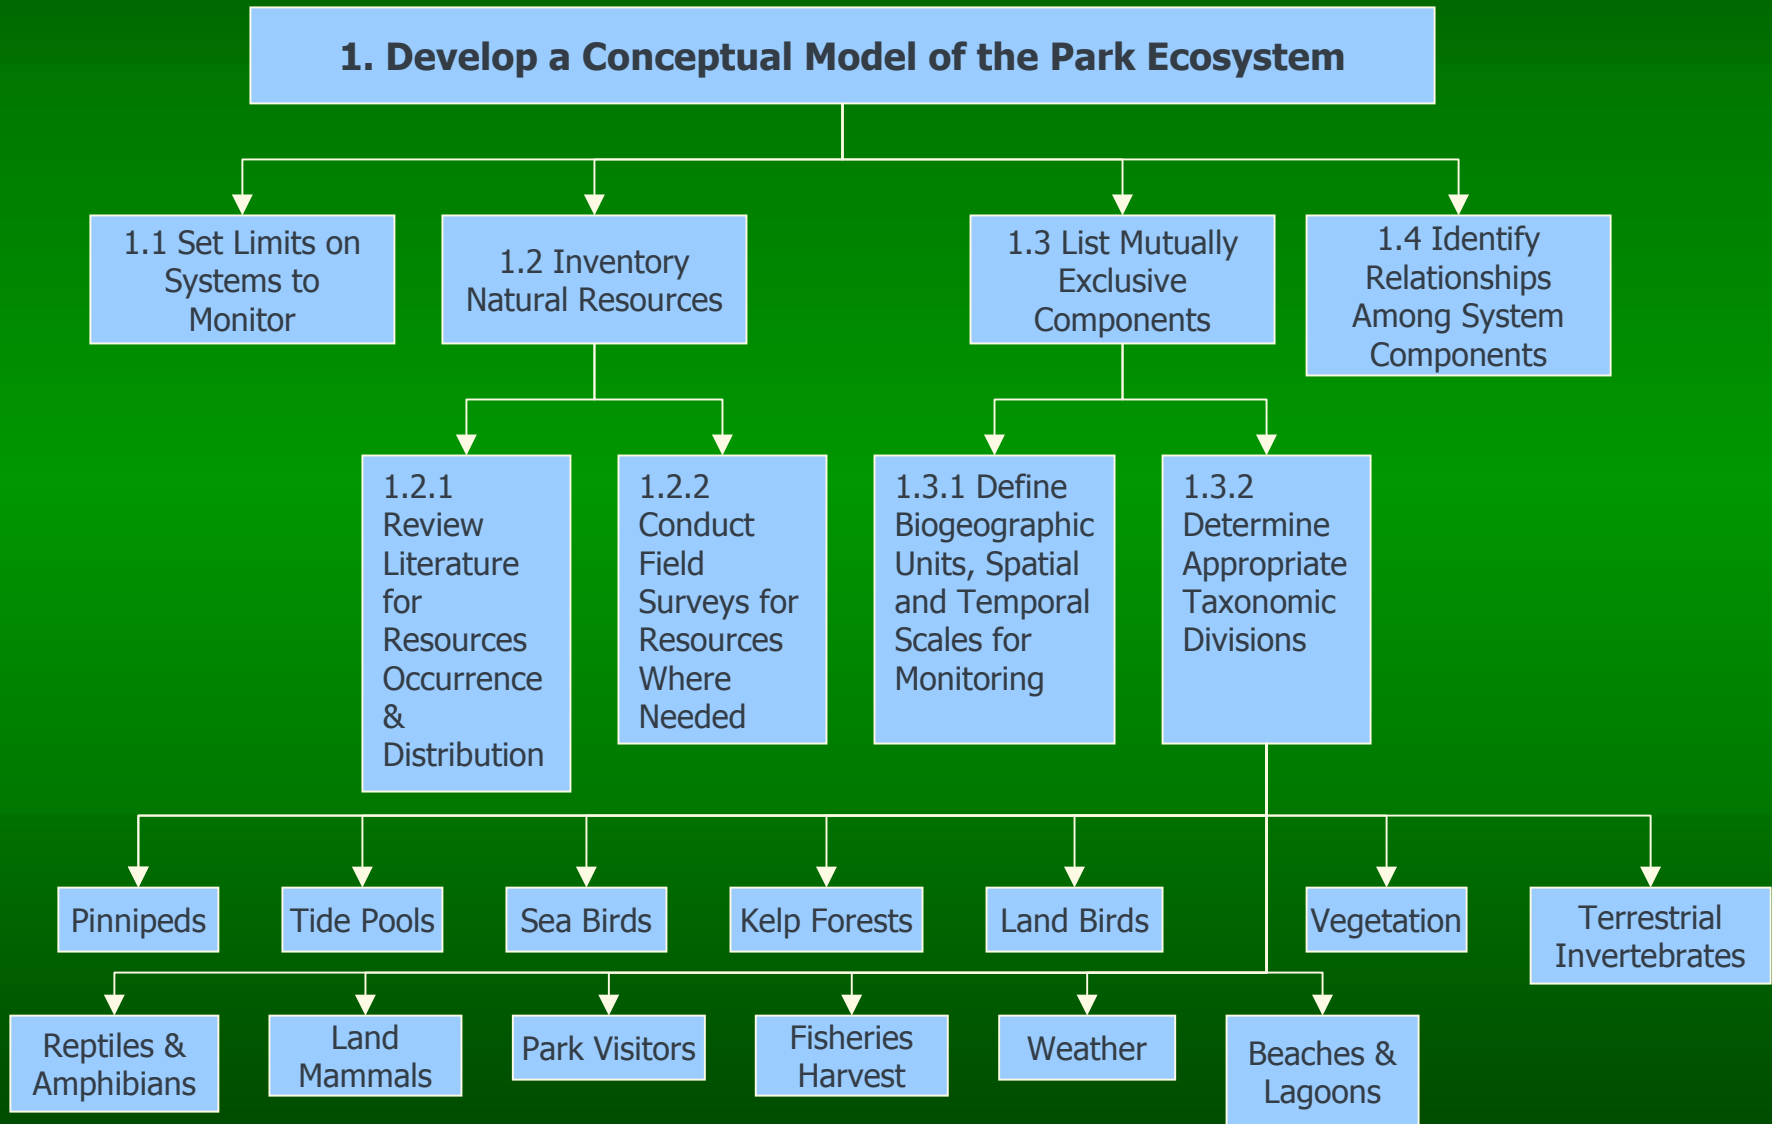 1. Develop a Conceptual Model of the Park Ecosystem
1.1 Set Limits on
Systems to
Monitor
1.2 Inventory
Natural Resources
1.3 List Mutually
Exclusive
Components
1.4 Identify
Relationships
Among System
Components
1.2.1
Review
Literature
for
Resources
Occurrence
&
Distribution
1.2.2
Conduct
Field
Surveys for
Resources
Where
Needed
1.3.1 Define
Biogeographic
Units, Spatial
and Temporal
Scales for
Monitoring
1.3.2
Determine
Appropriate
Taxonomic
Divisions
Pinnipeds
Tide Pools
Sea Birds
Kelp Forests
Land Birds
Vegetation
Terrestrial
Invertebrates
Reptiles &
Amphibians
Land
Mammals
Park Visitors
Fisheries
Harvest
Weather
Beaches &
Lagoons